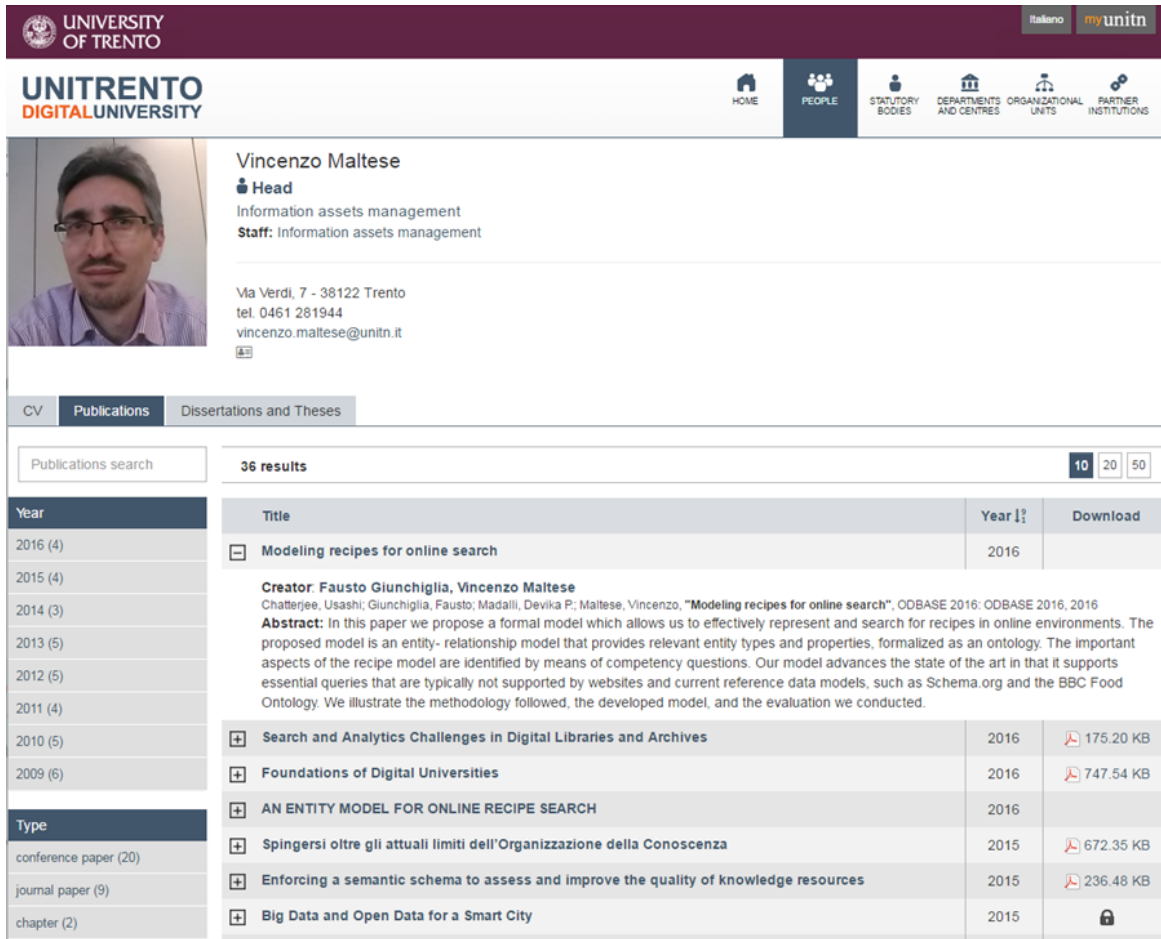 UNIVERSITY
OF TRENTO
Italiano
myunitn
UNITRENTO
DIGITALUNIVERSITY
HOME
PEOPLE
STATUTORY
BODIES
DEPARTMENTS
AND CENTRES
ORGANIZATIONAL
UNITS
PARTNER
INSTITUTIONS
Vincenzo Maltese
Head
Information assets management
Staff: Information assets management
Via Verdi, 7 - 38122 Trento
tel. 0461 281944
vincenzo.maltese@unitn.it
CV Publications Dissertations and Theses
Publications search
36 results 10 20 50
Year
2016 (4)
2015 (4)
2014 (3)
2013 (5)
2012 (5)
2011 (4)
2010 (5)
2009 (6)
Type
conference paper (20)
journal paper (9)
chapter (2)
Title Year Download
Modeling recipes for online search 2016
Creator: Fausto Giunchiglia, Vincenzo Maltese
Chatterjee, Usashi; Giunchiglia, Fausto; Madalli, Devika P.; Maltese, Vincenzo, "Modeling recipes for online search", ODBASE 2016: ODBASE 2016, 2016
Abstract: In this paper we propose a formal model which allows us to effectively represent and search for recipes in online environments. The
proposed model is an entity- relationship model that provides relevant entity types and properties, formalized as an ontology. The important
aspects of the recipe model are identified by means of competency questions. Our model advances the state of the art in that it supports
essential queries that are typically not supported by websites and current reference data models, such as Schema.org and the BBC Food
Ontology. We illustrate the methodology followed, the developed model, and the evaluation we conducted.
Search and Analytics Challenges in Digital Libraries and Archives 2016 175.20 KB
Foundations of Digital Universities 2016 747.54 KB
AN ENTITY MODEL FOR ONLINE RECIPE SEARCH 2016
Spingersi oltre gli attuali limiti dell'Organizzazione della Conoscenza 2015 672.35 KB
Enforcing a semantic schema to assess and improve the quality of knowledge resources 2015 236.48 KB
Big Data and Open Data for a Smart City 2015